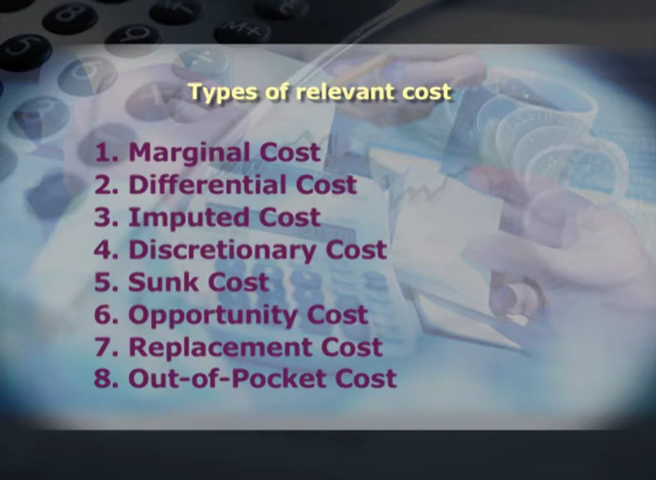 Types of relevant cost
1. Marginal Cost
2. Differential Cost
3. Imputed Cost
4. Discretionary Cost
5. Sunk Cost
6. Opportunity Cost
7. Replacement Cost
8. Out-of-Pocket Cost